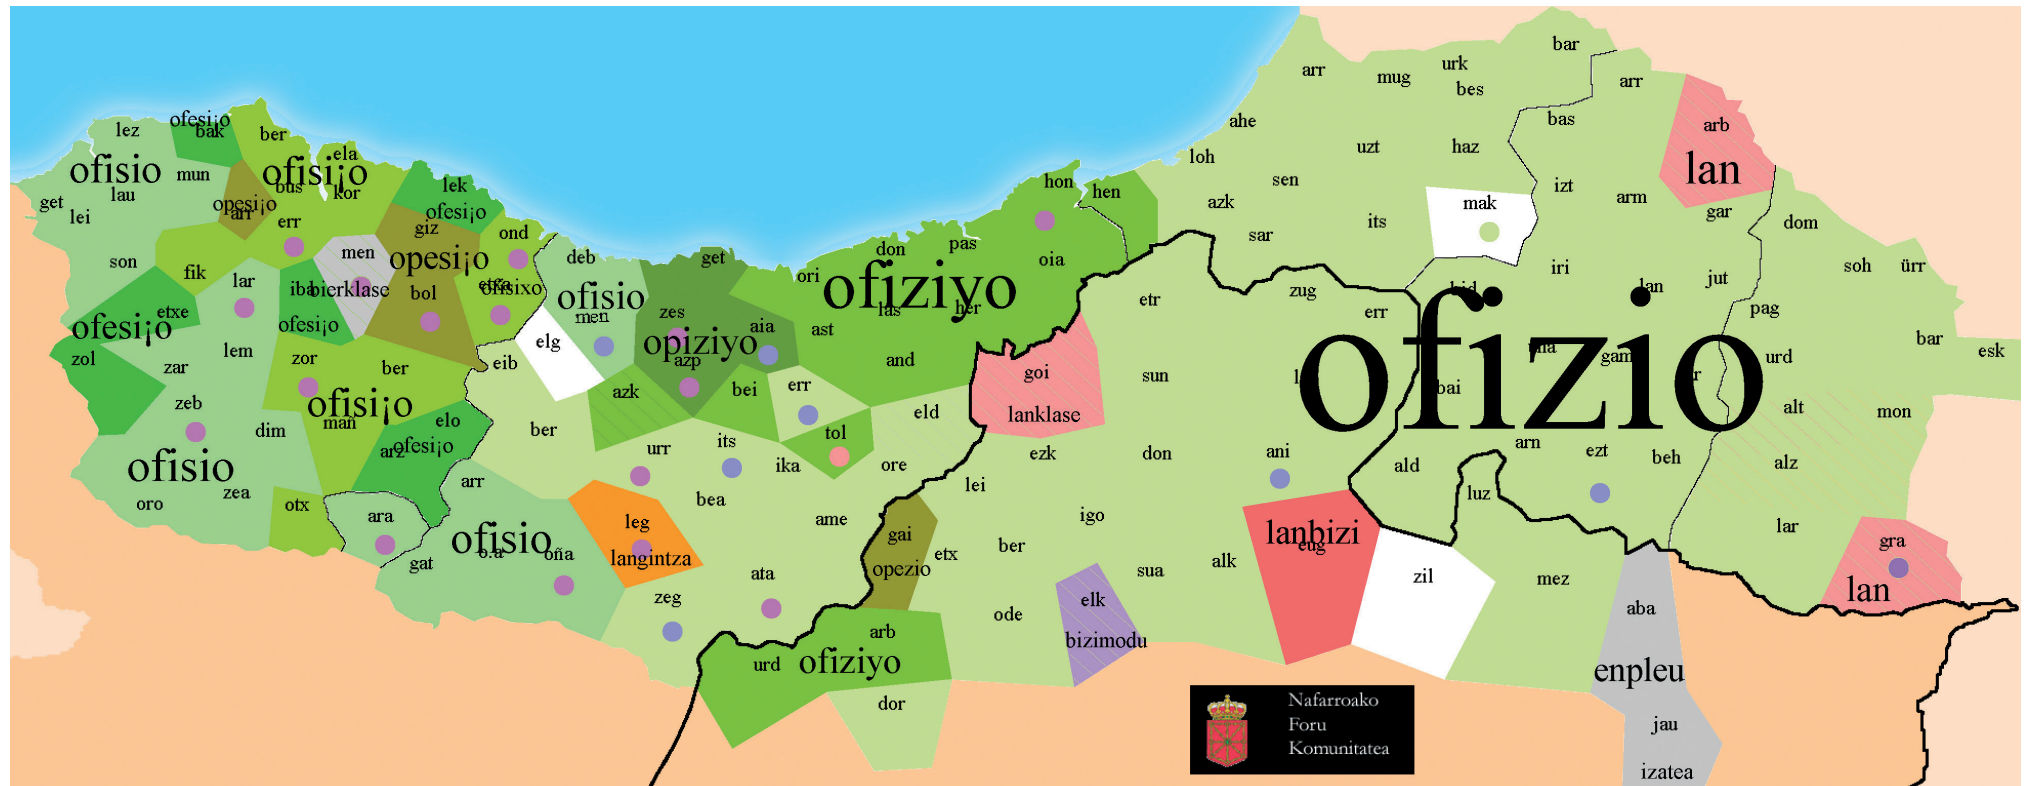 bar
arr
mug
urk
bes
arr
lez
ofesi¡o
bak
ber
ahe
bas
arb
ofisio
ofisi¡o
ela
loh
uzt
haz
lan
mun
bus
kor
lek
hon
hen
sen
izt
arm
get
lau
lei
opesi¡o
arr
err
ofesi¡o
giz
ond
azk
sar
its
mak
gar
dom
son
fik
men
opesi¡o
deb
get
don
pas
oia
iri
jut
soh
ürr
lar
iba
bierklase
bol
ofisixo
ofisio
men
ori
ofiziyo
las
her
etr
zug
err
lan
pag
etxe
ofesi¡o
ofesi¡o
zes
aia
opiziyo
azp
ast
ofizio
zol
zar
lem
zor
ber
elg
eib
and
goi
sun
gam
urd
bar
esk
zeb
ofisi¡o
mañ
azk
bei
err
eld
lanklase
bai
alt
mon
dim
elo
ofesi¡o
arz
ber
urr
its
tol
ika
ore
ezk
don
ani
ald
arn
ezt
beh
alz
ofisio
zea
oro
otx
ara
arr
bea
lei
luz
ofisio
oña
gat
leg
langintza
ame
gai
opezio
etx
igo
ber
sua
alk
lanbizi
eug
zil
mez
lar
gra
lan
zeg
ata
ode
elk
bizimodu
aba
enpleu
arb
urd
ofiziyo
dor
jau
izatea
Nafarroako
Foru
Komunitatea